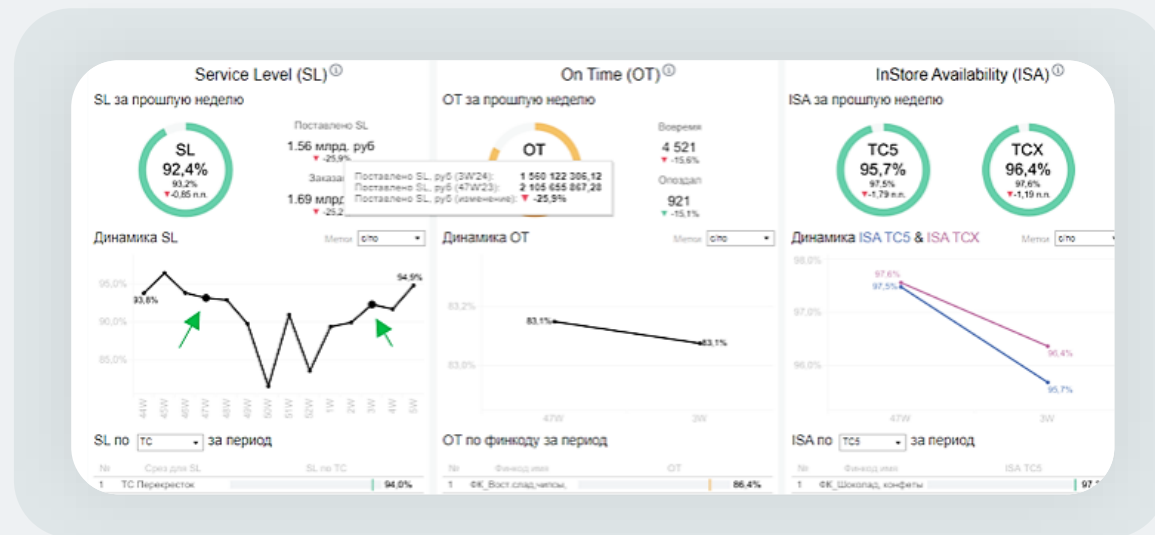 Service Level (SL)
SL за прошлую неделю
SL
92,4%
93,2%
▼-0,85 п.п.
Поставлено SL
1.56 млрд. руб
▼ -25,9%
1.69 млрд
▼ -25,2
Поставлено SL, руб (3W'24): 1 560 122 306,12
Поставлено SL, руб (47W'23): 2 105 655 867,28
Поставлено SL, руб (изменение): ▼ -25,9%
Динамика SL
Метки с/по
95,0%
90,0%
85,0%
93,8%
94,9%
44W 45W 46W 47W 48W 49W 50W 51W 52W 1W 2W 3W 4W 5W
SL по TC за период
№ Срез для SL SL по TC
1 ТС Перекресток 94,0%
On Time (OT)
OT за прошлую неделю
OT
Вовремя
4 521
▼ -15,6%
Опоздал
921
▼ -15,1%
Динамика OT
Метки с/по
83,2%
83,0%
83,1%
83,1%
47W 3W
OT по финкоду за период
№ Финкод имя OT
1 ФК_Вост.слад,чипсы, 86,4%
InStore Availability (ISA)
ISA за прошлую неделю
TC5
95,7%
97,5%
▼-1,79 п.п.
TCX
96,4%
97,6%
▼-1,19 п.п.
Динамика ISA TC5 & ISA TCX
Метки с/по
98,0%
97,0%
96,0%
97,6%
97,5%
96,4%
95,7%
47W 3W
ISA по TC5 за период
№ Финкод имя ISA TC5
1 ФК_Шоколад, конфеты